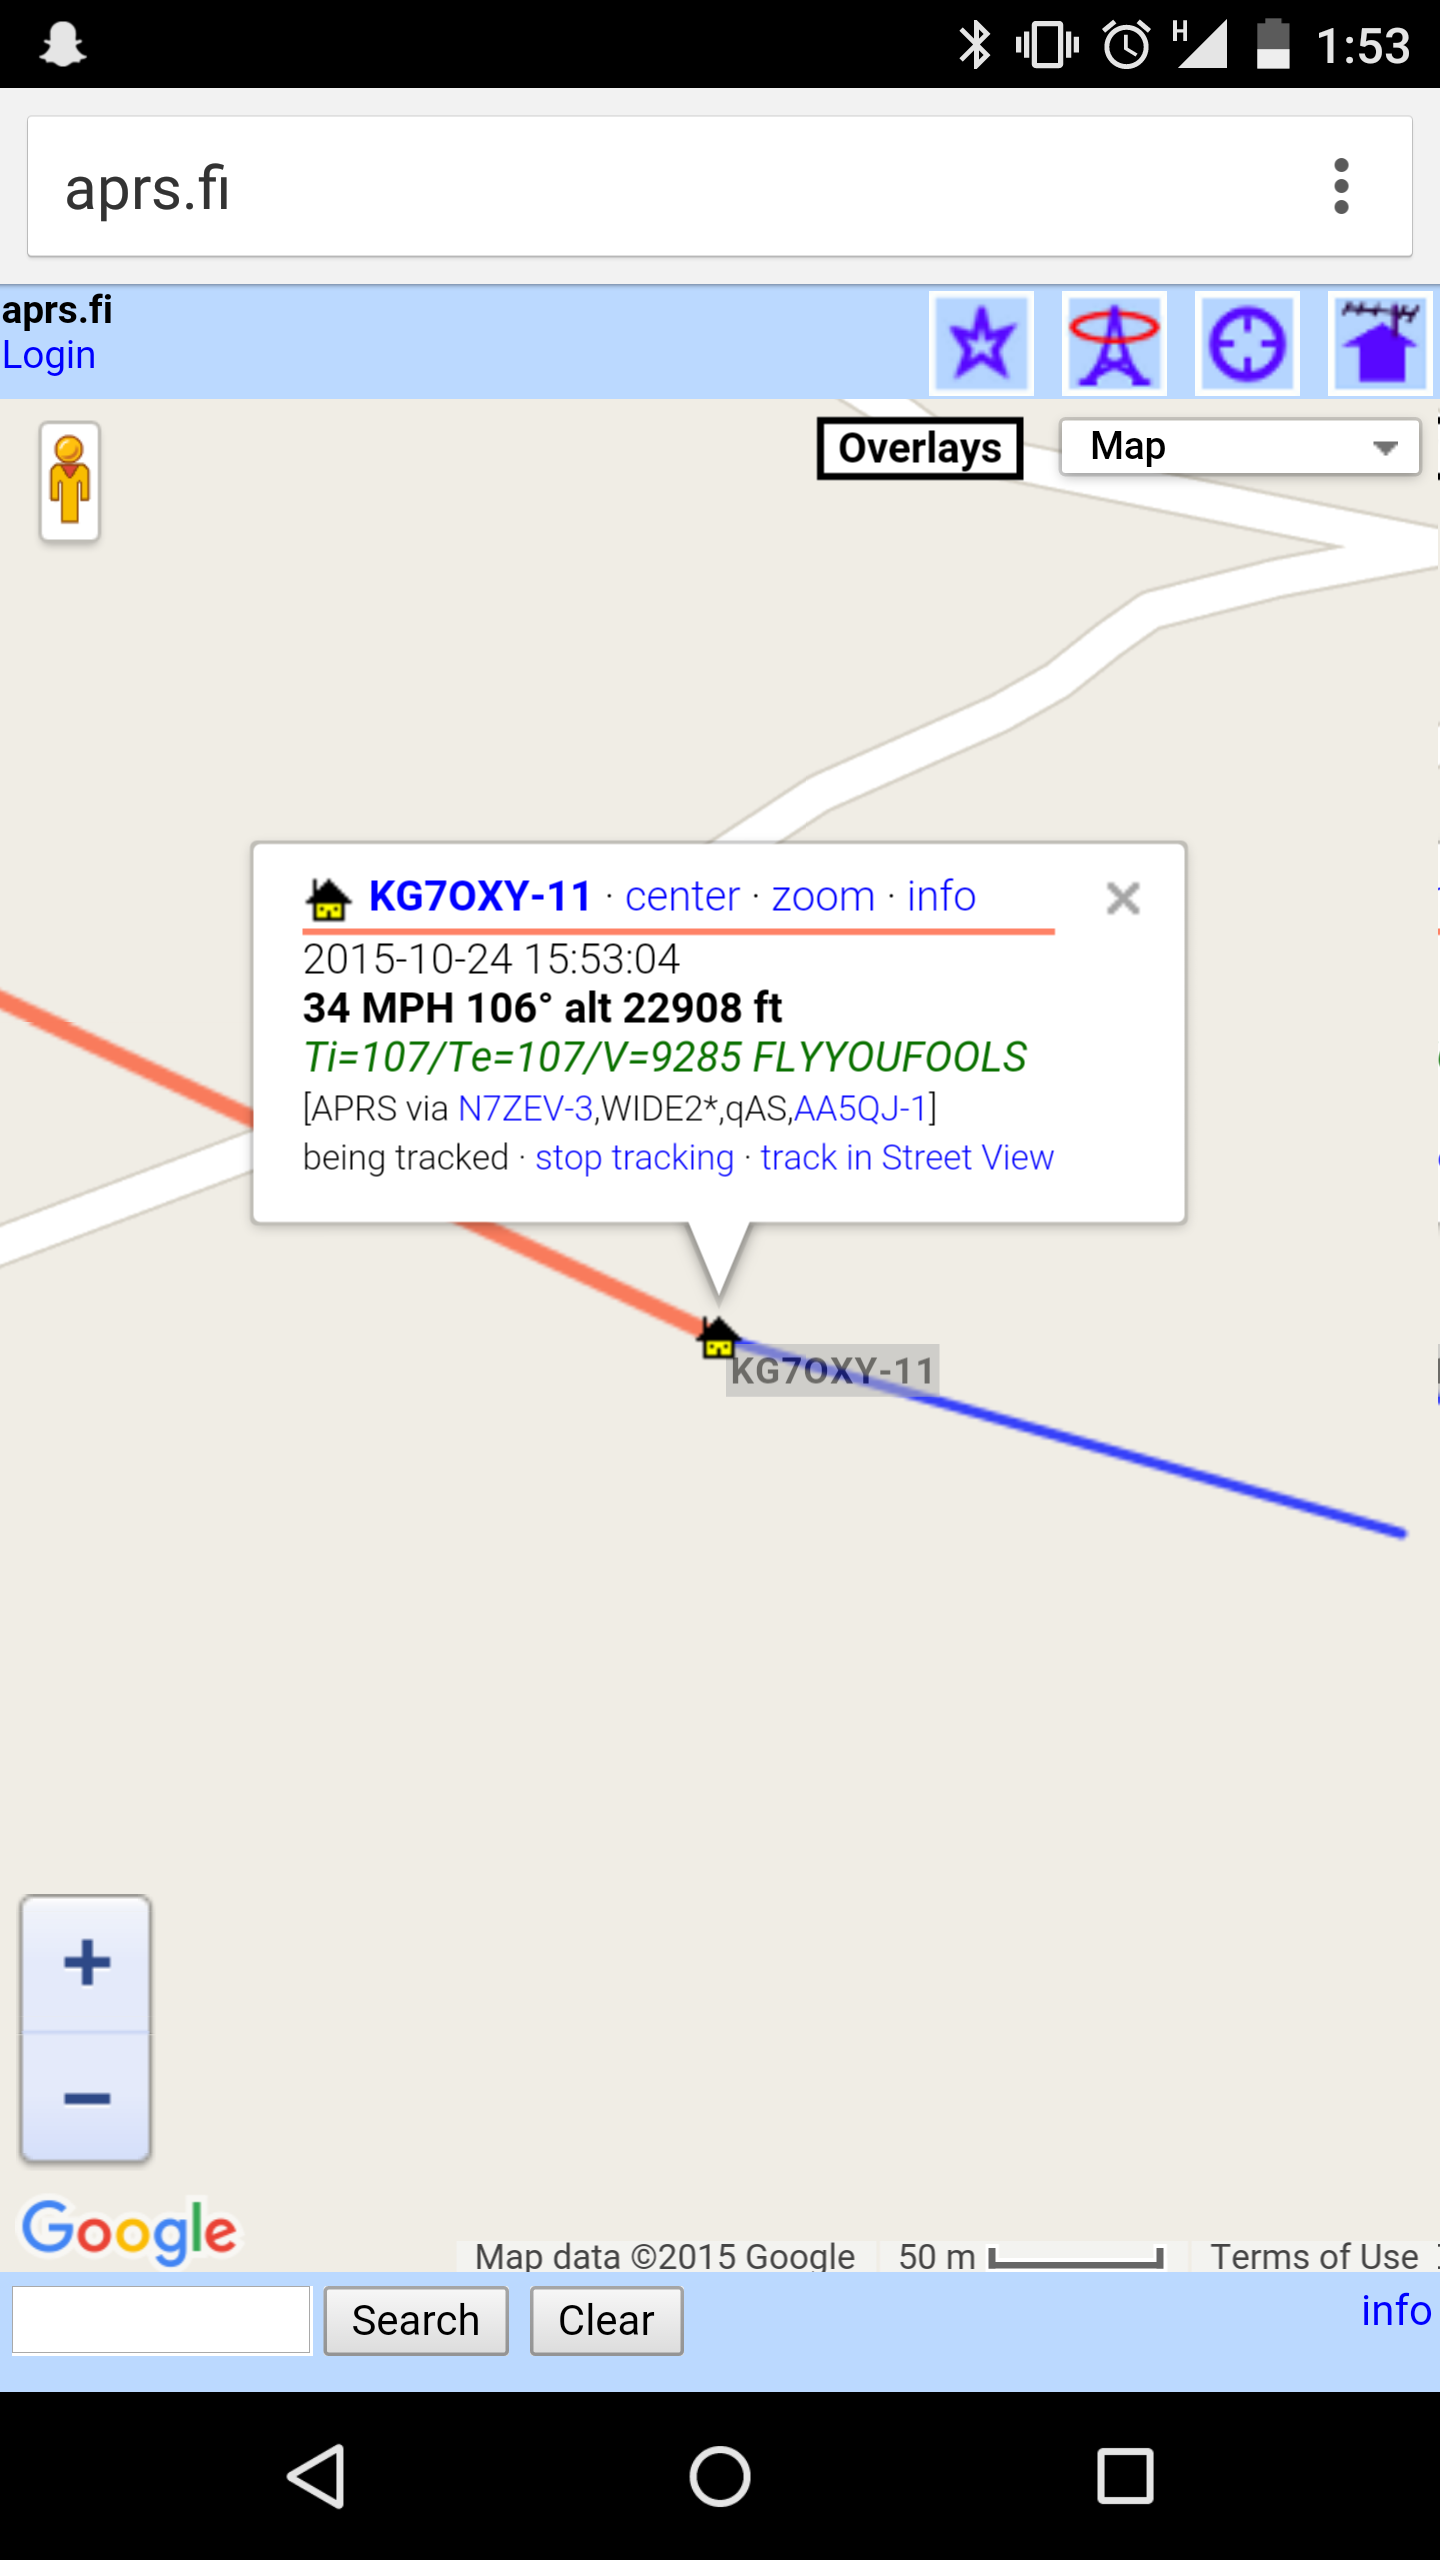 H 1:53
aprs.fi
aprs.fi
Login
Overlays
Map
KG7OXY-11 · center · zoom · info
2015-10-24 15:53:04
34 MPH 106° alt 22908 ft
Ti=107/Te=107/V=9285 FLYYOUFOOLS
[APRS via N7ZEV-3,WIDE2*,qAS,AA5QJ-1]
being tracked · stop tracking · track in Street View
KG7OXY-11
+
−
Google
Map data ©2015 Google 50 m Terms of Use
Search Clear info